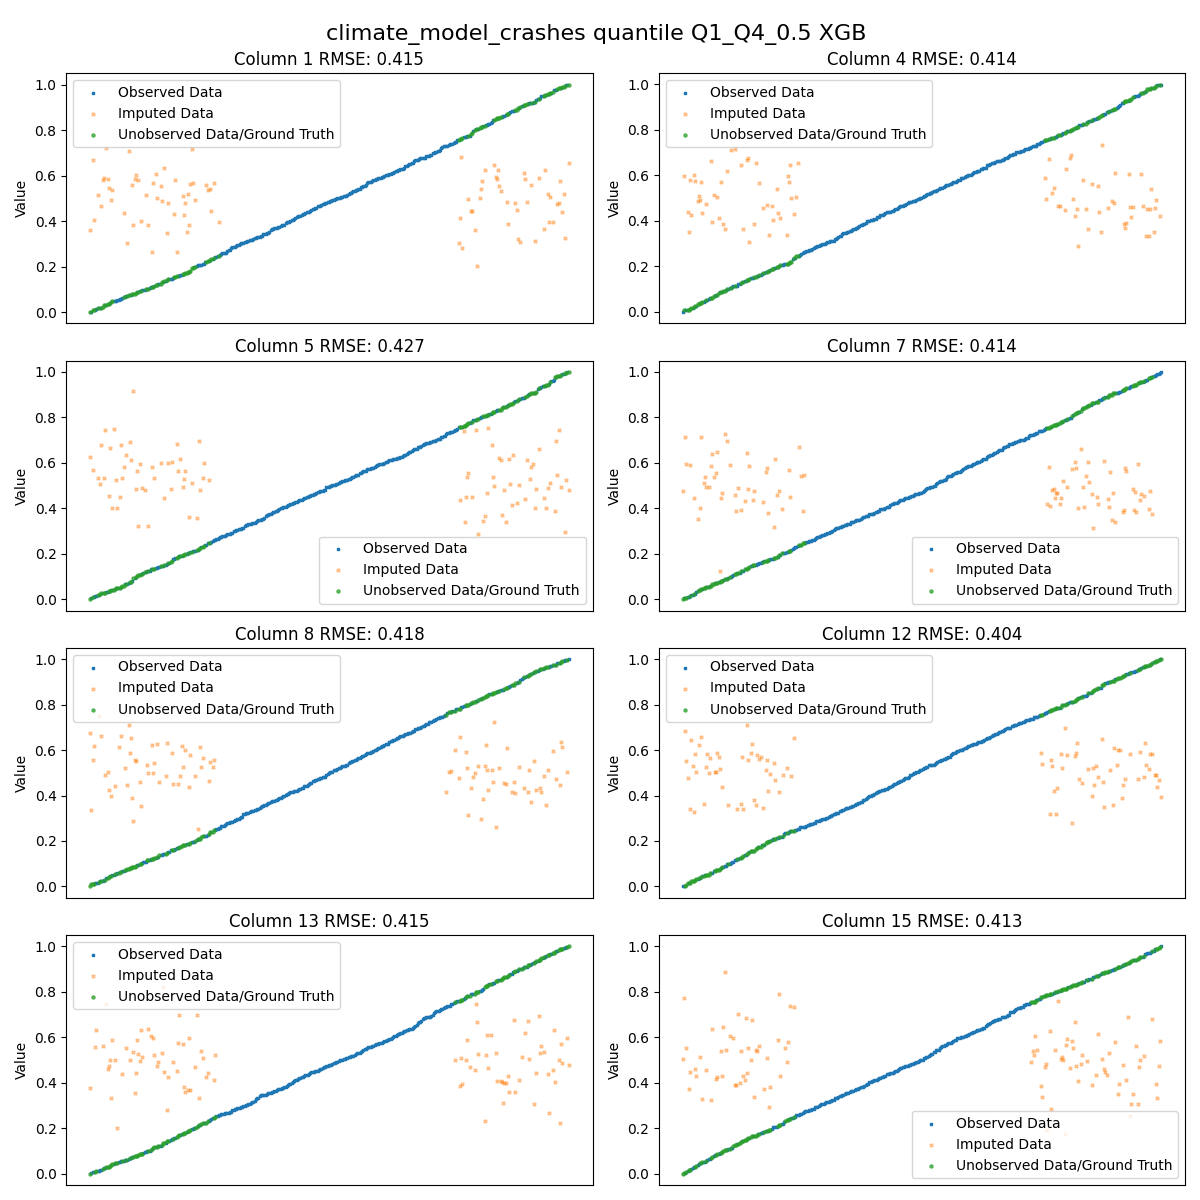 climate_model_crashes quantile Q1_Q4_0.5 XGB
Column 1 RMSE: 0.415
1.0
0.8
0.6
0.4
0.2
0.0
Value
Observed Data
Imputed Data
Unobserved Data/Ground Truth
Column 4 RMSE: 0.414
1.0
0.8
0.6
0.4
0.2
0.0
Value
Observed Data
Imputed Data
Unobserved Data/Ground Truth
Column 5 RMSE: 0.427
1.0
0.8
0.6
0.4
0.2
0.0
Value
Observed Data
Imputed Data
Unobserved Data/Ground Truth
Column 7 RMSE: 0.414
1.0
0.8
0.6
0.4
0.2
0.0
Value
Observed Data
Imputed Data
Unobserved Data/Ground Truth
Column 8 RMSE: 0.418
1.0
0.8
0.6
0.4
0.2
0.0
Value
Observed Data
Imputed Data
Unobserved Data/Ground Truth
Column 12 RMSE: 0.404
1.0
0.8
0.6
0.4
0.2
0.0
Value
Observed Data
Imputed Data
Unobserved Data/Ground Truth
Column 13 RMSE: 0.415
1.0
0.8
0.6
0.4
0.2
0.0
Value
Observed Data
Imputed Data
Unobserved Data/Ground Truth
Column 15 RMSE: 0.413
1.0
0.8
0.6
0.4
0.2
0.0
Value
Observed Data
Imputed Data
Unobserved Data/Ground Truth